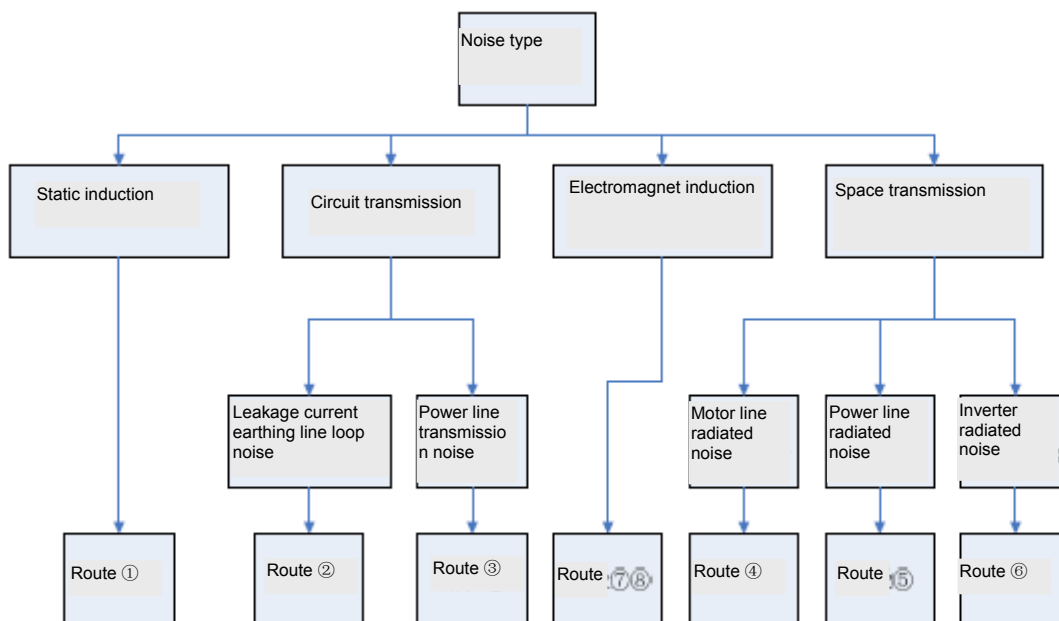 Noise type
Static induction
Circuit transmission
Electromagnet induction
Space transmission
Leakage current
earthing line loop
noise
Power line
transmissio
n noise
Motor line
radiated
noise
Power line
radiated
noise
Inverter
radiated
noise
Route ①
Route ②
Route ③
Route ⑦⑧
Route ④
Route ⑤
Route ⑥